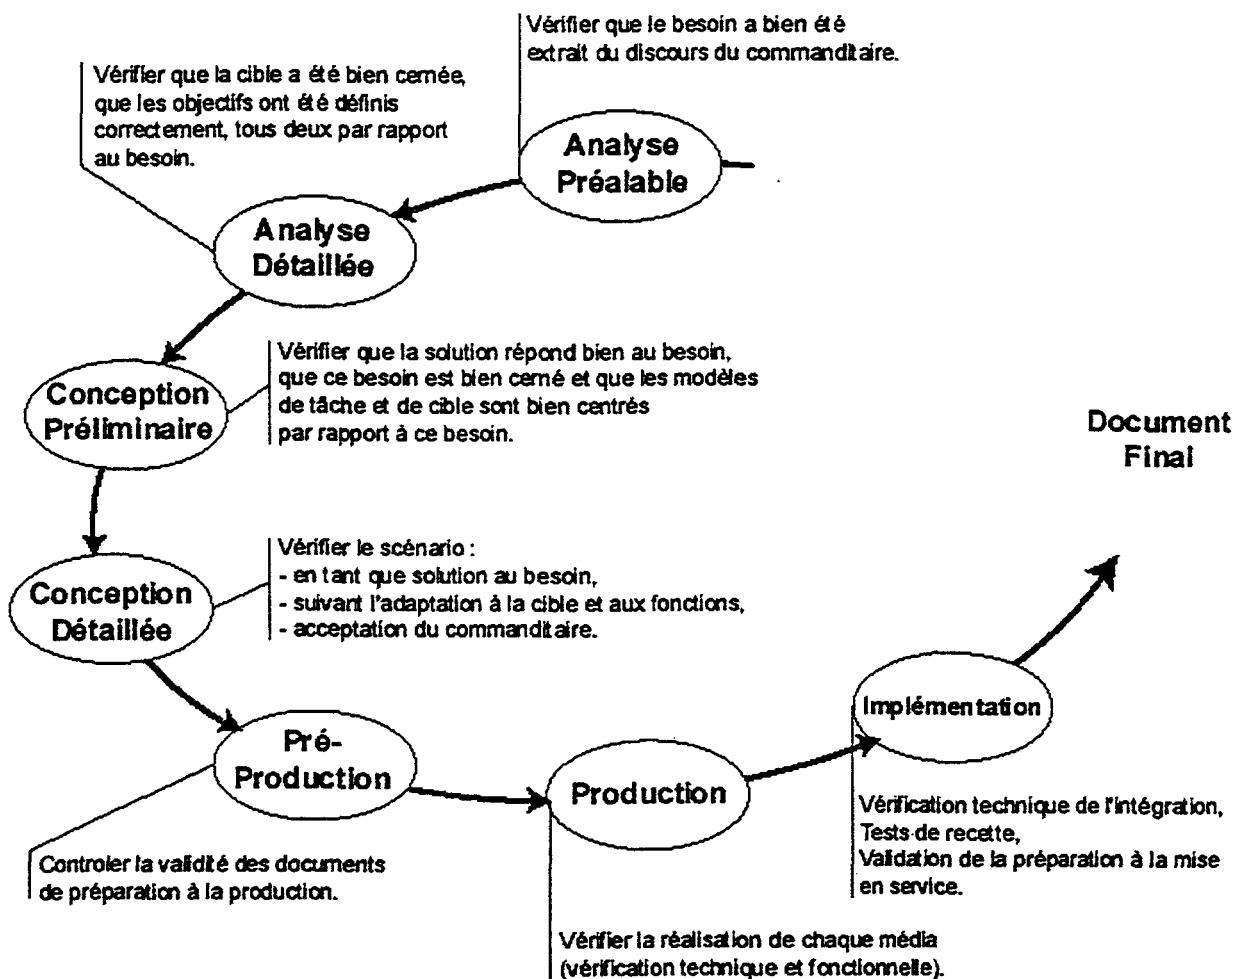 Vérifier que le besoin a bien été
extrait du discours du commanditaire.
Analyse
Préalable
Vérifier que la cible a été bien cernée,
que les objectifs ont été définis
correctement, tous deux par rapport
au besoin.
Analyse
Détaillée
Vérifier que la solution répond bien au besoin,
que ce besoin est bien cerné et que les modèles
de tâche et de cible sont bien centrés
par rapport à ce besoin.
Conception
Préliminaire
Vérifier le scénario :
- en tant que solution au besoin,
- suivant l'adaptation à la cible et aux fonctions,
- acceptation du commanditaire.
Conception
Détaillée
Pré-
Production
Controler la validité des documents
de préparation à la production.
Production
Vérifier la réalisation de chaque média
(vérification technique et fonctionnelle).
Implémentation
Vérification technique de l'intégration,
Tests de recette,
Validation de la préparation à la mise
en service.
Document
Final